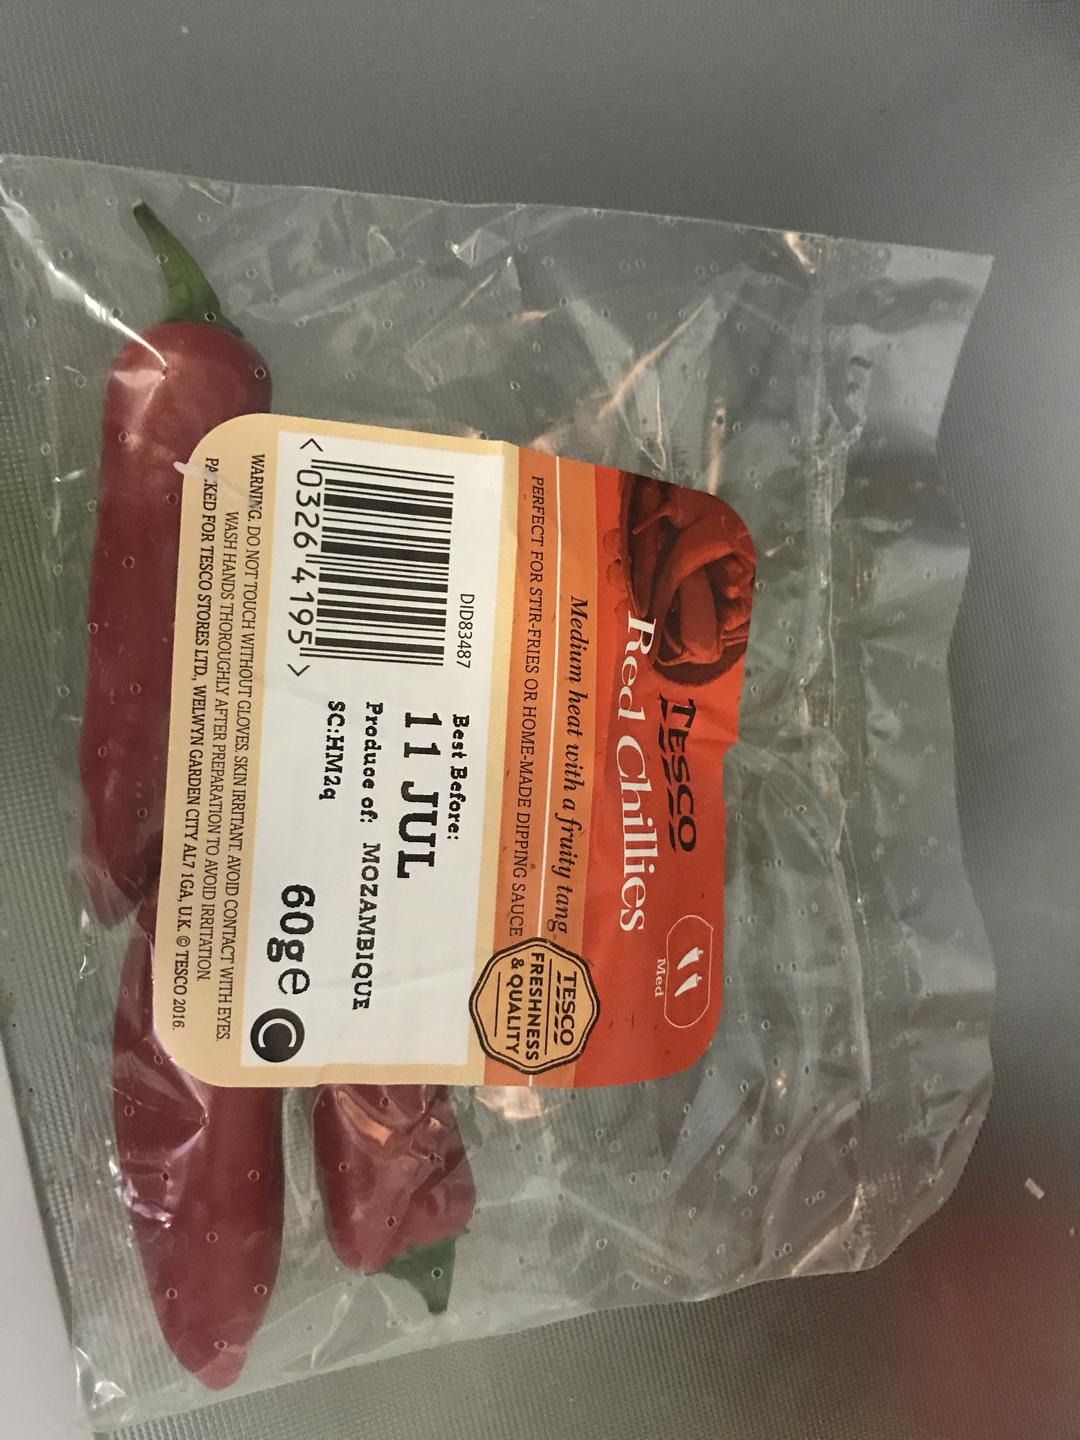 TESCO
Red Chillies
Med
Medium heat with a fruity tang
PERFECT FOR STIR-FRIES OR HOME-MADE DIPPING SAUCE
TESCO
FRESHNESS
& QUALITY
DID83487
<03264195>
Best Before:
11 JUL
Produce of: MOZAMBIQUE
SC:HM2q
60g e
C
WARNING. DO NOT TOUCH WITHOUT GLOVES. SKIN IRRITANT. AVOID CONTACT WITH EYES.
WASH HANDS THOROUGHLY AFTER PREPARATION TO AVOID IRRITATION.
PACKED FOR TESCO STORES LTD., WELWYN GARDEN CITY AL7 1GA, U.K. © TESCO 2016.